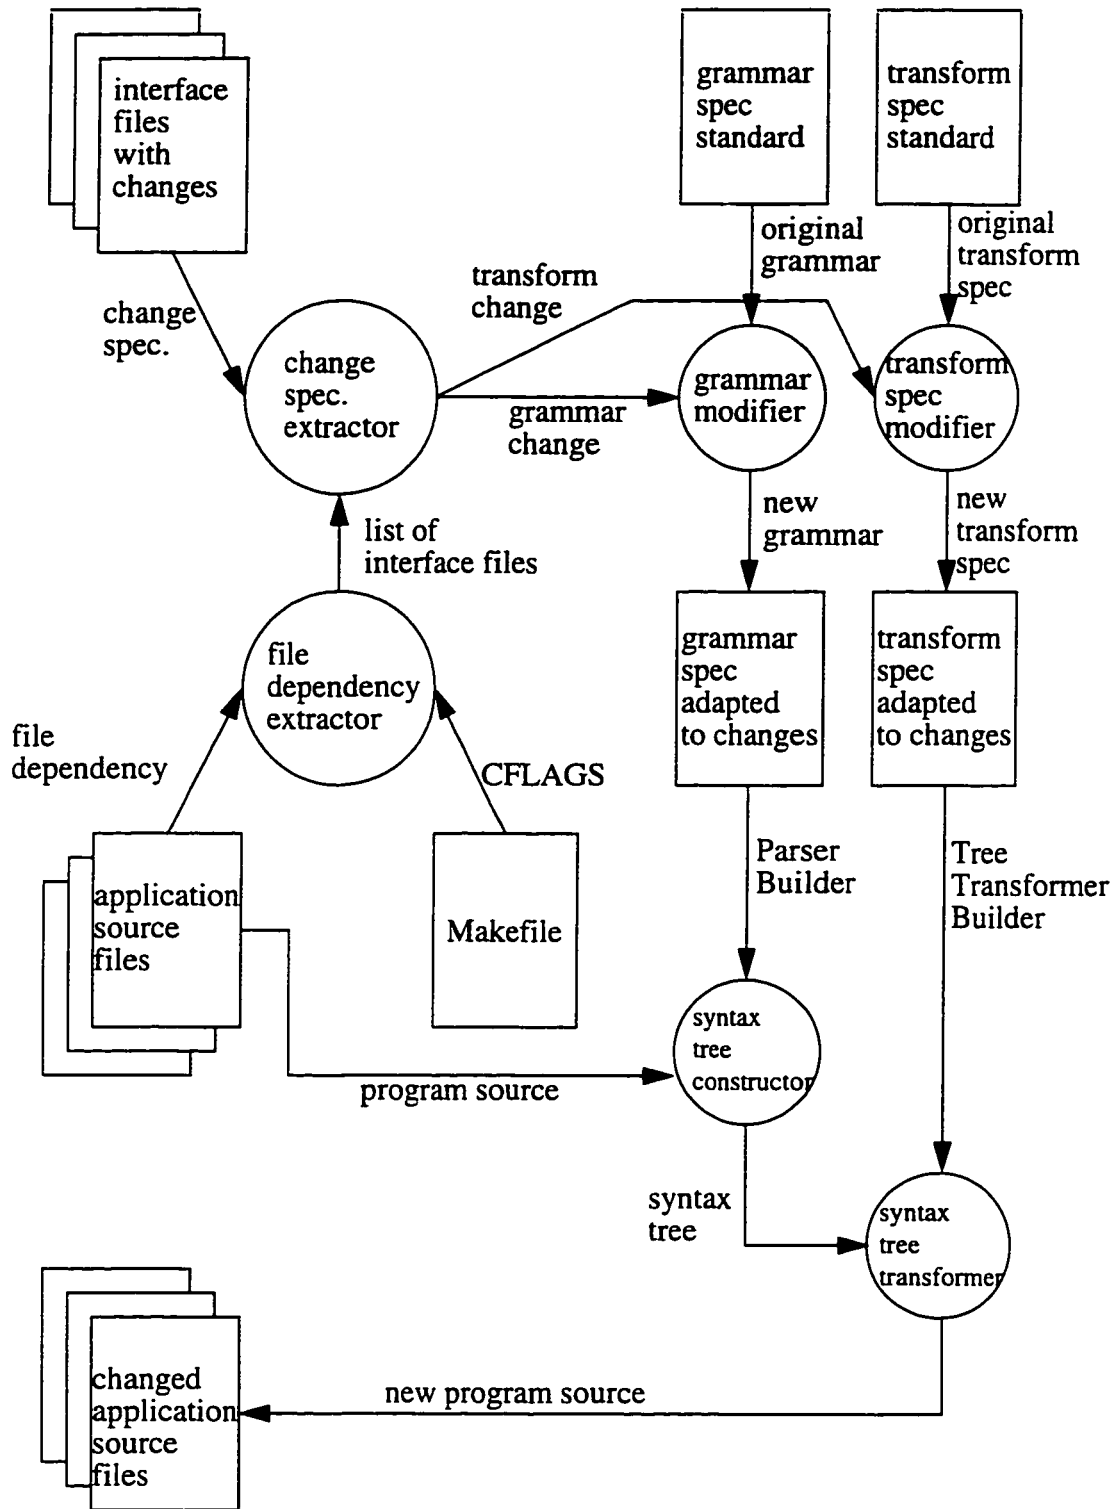 interface
files
with
changes
grammar
spec
standard
transform
spec
standard
original
grammar
original
transform
spec
transform
change
change
spec.
change
spec.
extractor
grammar
modifier
transform
spec
modifier
grammar
change
new
grammar
new
transform
spec
list of
interface files
file
dependency
extractor
grammar
spec
adapted
to changes
transform
spec
adapted
to changes
file
dependency
CFLAGS
Parser
Builder
Tree
Transformer
Builder
application
source
files
Makefile
syntax
tree
constructor
program source
syntax
tree
syntax
tree
transformer
changed
application
source
files
new program source